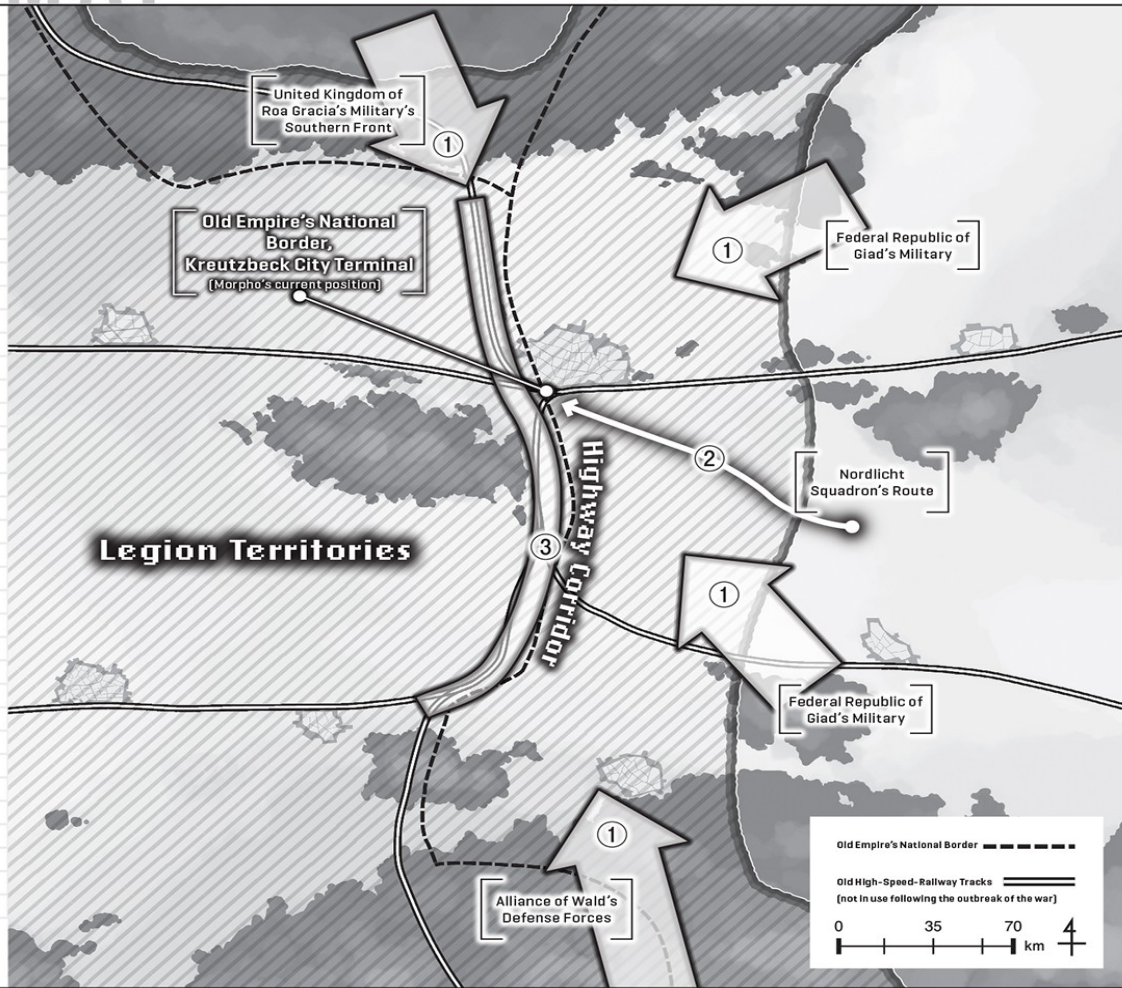 United Kingdom of
Roa Gracia's Military's
Southern Front
①
Old Empire's National
Border,
Kreutzbeck City Terminal
(Morpho's current position)
①
Federal Republic of
Giad's Military
②
Nordlicht
Squadron's Route
Highway Corridor
Legion Territories
③
①
Federal Republic of
Giad's Military
①
Alliance of Wald's
Defense Forces
Old Empire's National Border
Old High-Speed-Railway Tracks
(not in use following the outbreak of the war)
0 35 70
km
4